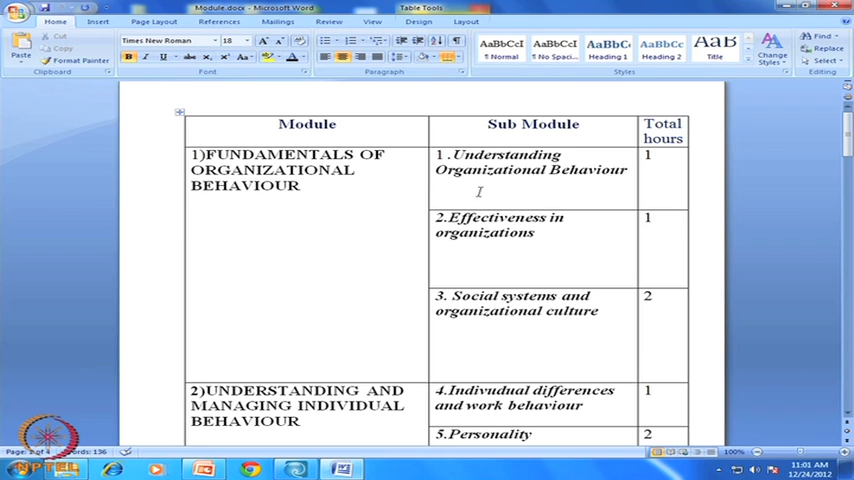 Module.docx - Microsoft Word
Table Tools
Home Insert Page Layout References Mailings Review View Design Layout
Cut
Copy
Format Painter
Paste
Clipboard
Times New Roman 18
Font
Paragraph
AaBbCcI AaBbCcI AaBbC AaBbCc AaB
¶ Normal ¶ No Spaci... Heading 1 Heading 2 Title
Change Styles
Styles
Find
Replace
Select
Editing
Module Sub Module Total
hours
1)FUNDAMENTALS OF
ORGANIZATIONAL
BEHAVIOUR
1 .Understanding
Organizational Behaviour
1
2.Effectiveness in
organizations
1
3. Social systems and
organizational culture
2
2)UNDERSTANDING AND
MANAGING INDIVIDUAL
BEHAVIOUR
4.Indivudual differences
and work behaviour
1
5.Personality
2
Words: 136
100%
NPTEL
11:01 AM
12/24/2012